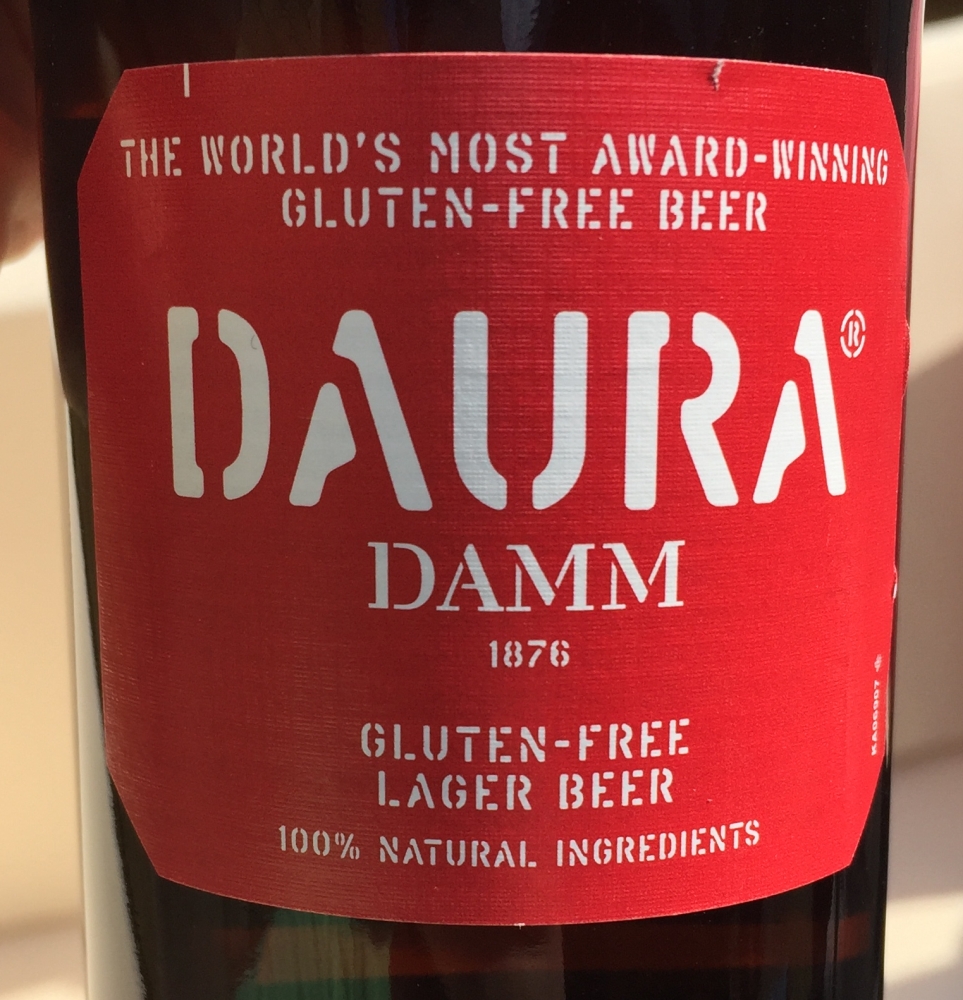 THE WORLD'S MOST AWARD-WINNING
GLUTEN-FREE BEER
DAURA®
DAMM
1876
GLUTEN-FREE
LAGER BEER
100% NATURAL INGREDIENTS